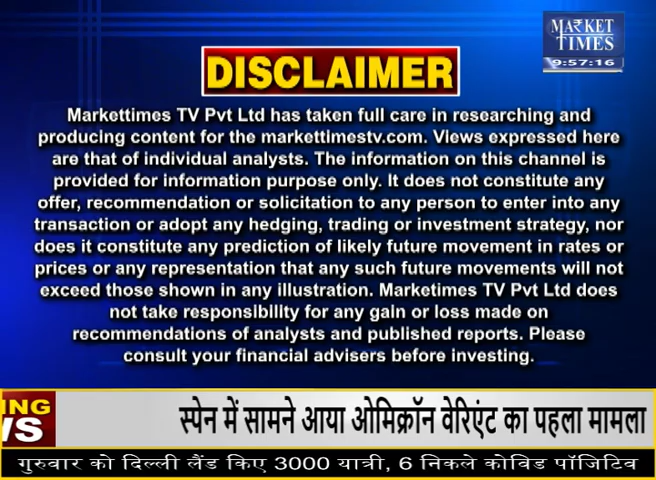 MARKET
TIMES
9:57:16
DISCLAIMER
Markettimes TV Pvt Ltd has taken full care in researching and
producing content for the markettimestv.com. Views expressed here
are that of individual analysts. The information on this channel is
provided for information purpose only. It does not constitute any
offer, recommendation or solicitation to any person to enter into any
transaction or adopt any hedging, trading or investment strategy, nor
does it constitute any prediction of likely future movement in rates or
prices or any representation that any such future movements will not
exceed those shown in any illustration. Marketimes TV Pvt Ltd does
not take responsibility for any gain or loss made on
recommendations of analysts and published reports. Please
consult your financial advisers before investing.
ING
WS
स्पेन में सामने आया ओमिक्रॉन वेरिएंट का पहला मामला
गुरुवार को दिल्ली लैंड किए 3000 यात्री, 6 निकले कोविड पॉजिटिव